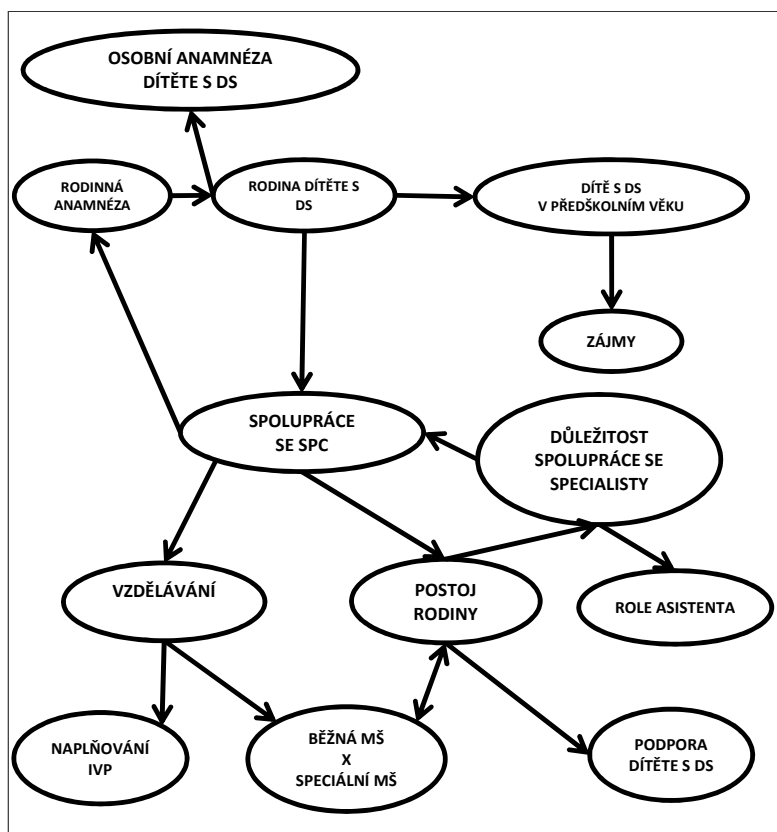 OSOBNÍ ANAMNÉZA
DÍTĚTE S DS
RODINNÁ
ANAMNÉZA
RODINA DÍTĚTE S
DS
DÍTĚ S DS
V PŘEDŠKOLNÍM VĚKU
ZÁJMY
SPOLUPRÁCE
SE SPC
DŮLEŽITOST
SPOLUPRÁCE SE
SPECIALISTY
VZDĚLÁVÁNÍ
POSTOJ
RODINY
ROLE ASISTENTA
NAPLŇOVÁNÍ
IVP
BĚŽNÁ MŠ
X
SPECIÁLNÍ MŠ
PODPORA
DÍTĚTE S DS